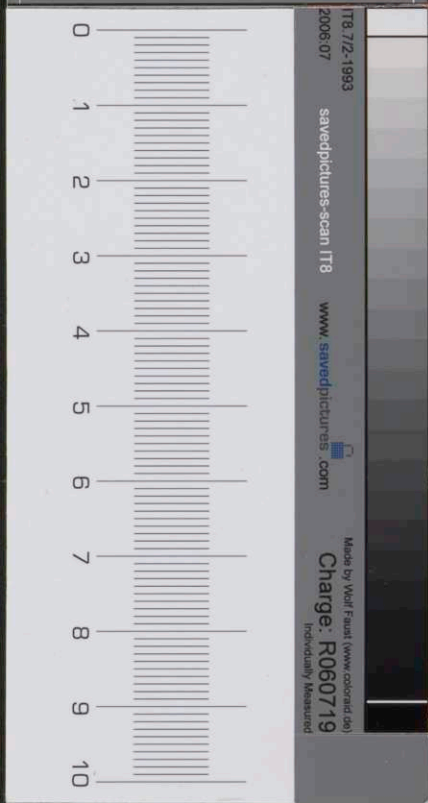 0
1
2
3
4
5
6
7
8
9
10
IT8.7/2-1993
2006:07
savedpictures-scan IT8
www.savedpictures.com
Made by Wolf Faust (www.coloraid.de)
Charge: R060719
Individually Measured